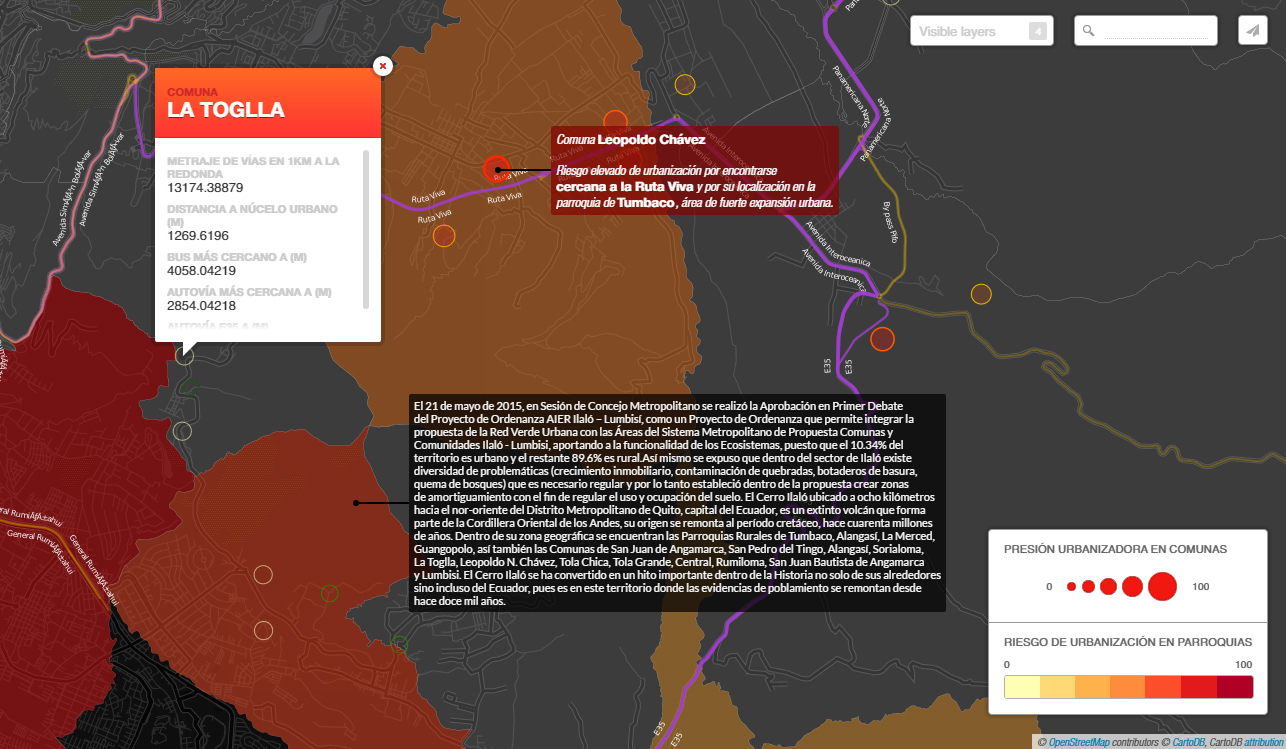 Visible layers
4
COMUNA
LA TOGLLA
METRAJE DE VÍAS EN 1KM A LA
REDONDA
13174.38879
DISTANCIA A NÚCELO URBANO
(M)
1269.6196
BUS MÁS CERCANO A (M)
4058.04219
AUTOVÍA MÁS CERCANA A (M)
2854.04218
AUTOVÍA E35 A (M)
Comuna Leopoldo Chávez
Riesgo elevado de urbanización por encontrarse
cercana a la Ruta Viva y por su localización en la
parroquia de Tumbaco, área de fuerte expansión urbana.
Ruta Viva
Ruta Viva
Ruta Viva
Ruta Viva
Panamericana Norte
Panamericana Norte
By pass Pifo
Avenida Interoceanica
Avenida Interoceanica
Avenida SimÃƒÂ³n BolÃƒÂ­var
Avenida SimÃƒÂ³n BolÃƒÂ­var
E35
E35
El 21 de mayo de 2015, en Sesión de Concejo Metropolitano se realizó la Aprobación en Primer Debate
del Proyecto de Ordenanza AIER Ilaló – Lumbisí, como un Proyecto de Ordenanza que permite integrar la
propuesta de la Red Verde Urbana con las Áreas del Sistema Metropolitano de Propuesta Comunas y
Comunidades Ilaló - Lumbisi, aportando a la funcionalidad de los Ecosistemas, puesto que el 10.34% del
territorio es urbano y el restante 89.6% es rural.Así mismo se expuso que dentro del sector de Ilaló existe
diversidad de problemáticas (crecimiento inmobiliario, contaminación de quebradas, botaderos de basura,
quema de bosques) que es necesario regular y por lo tanto estableció dentro de la propuesta crear zonas
de amortiguamiento con el fin de regular el uso y ocupación del suelo. El Cerro Ilaló ubicado a ocho kilómetros
hacia el nor-oriente del Distrito Metropolitano de Quito, capital del Ecuador, es un extinto volcán que forma
parte de la Cordillera Oriental de los Andes, su origen se remonta al período cretáceo, hace cuarenta millones
de años. Dentro de su zona geográfica se encuentran las Parroquias Rurales de Tumbaco, Alangasí, La Merced,
Guangopolo, así también las Comunas de San Juan de Angamarca, San Pedro del Tingo, Alangasí, Sorialoma,
La Toglla, Leopoldo N. Chávez, Tola Chica, Tola Grande, Central, Rumiloma, San Juan Bautista de Angamarca
y Lumbisi. El Cerro Ilaló se ha convertido en un hito importante dentro de la Historia no solo de sus alrededores
sino incluso del Ecuador, pues es en este territorio donde las evidencias de poblamiento se remontan desde
hace doce mil años.
General RumiÃƒÂ±ahui
General RumiÃƒÂ±ahui
E35
E35
PRESIÓN URBANIZADORA EN COMUNAS
0
100
RIESGO DE URBANIZACIÓN EN PARROQUIAS
0
100
© OpenStreetMap contributors © CartoDB, CartoDB attribution